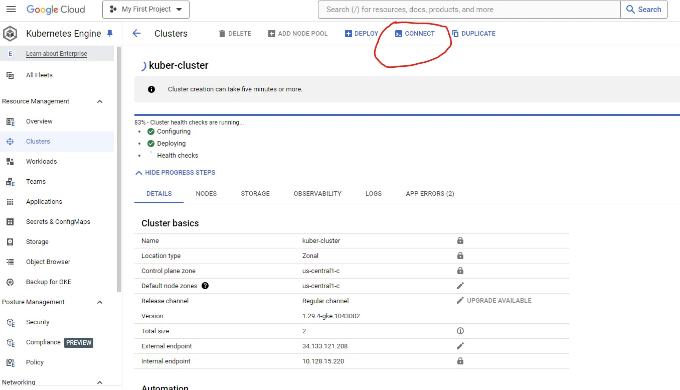 Google Cloud
My First Project
Search (/) for resources, docs, products, and more
Search
Kubernetes Engine
Clusters
DELETE
ADD NODE POOL
DEPLOY
CONNECT
DUPLICATE
E
Learn about Enterprise
All Fleets
Resource Management
Overview
Clusters
Workloads
Teams
Applications
Secrets & ConfigMaps
Storage
Object Browser
Backup for GKE
Posture Management
Security
Compliance PREVIEW
Policy
Networking
kuber-cluster
Cluster creation can take five minutes or more.
83% - Cluster health checks are running...
Configuring
Deploying
Health checks
HIDE PROGRESS STEPS
DETAILS NODES STORAGE OBSERVABILITY LOGS APP ERRORS (2)
Cluster basics
Name kuber-cluster
Location type Zonal
Control plane zone us-central1-c
Default node zones us-central1-c
Release channel Regular channel UPGRADE AVAILABLE
Version 1.29.4-gke.1043002
Total size 2
External endpoint 34.133.121.208
Internal endpoint 10.128.15.220
Automation